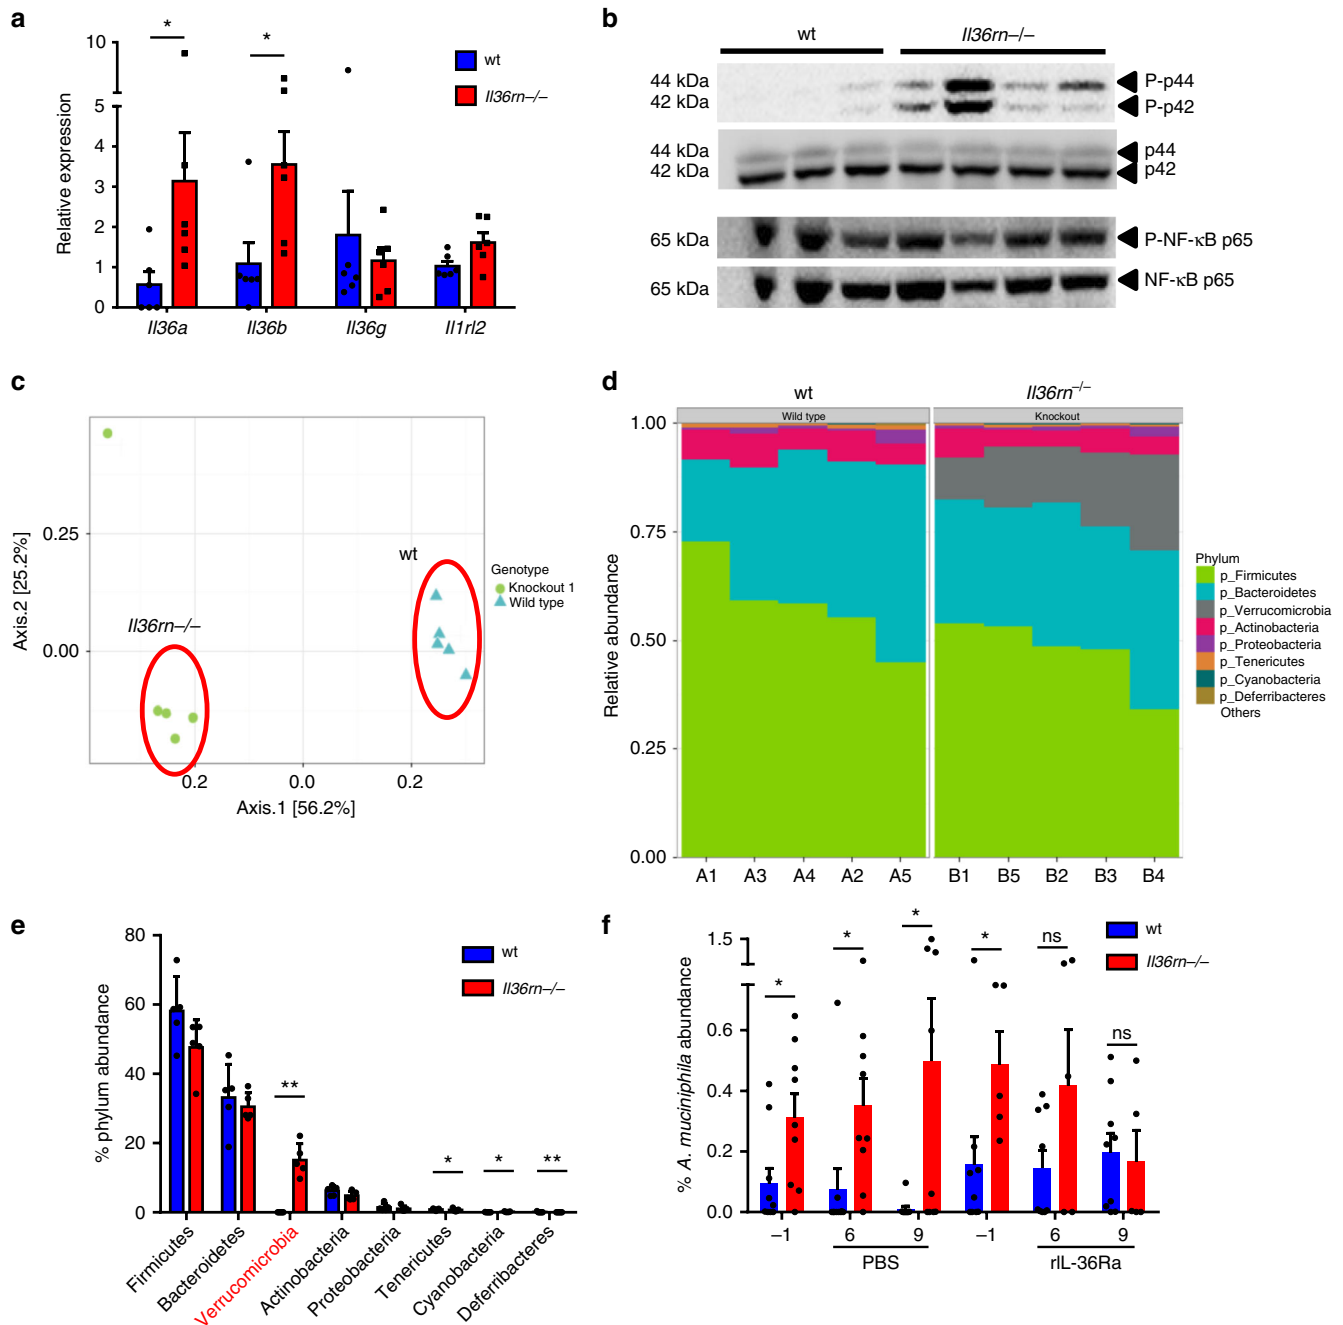 a
*
*
wt
Il36rn–/–
10
5
4
3
2
1
0
Relative expression
Il36a
Il36b
Il36g
Il1rl2
b
wt
Il36rn–/–
44 kDa
P-p44
42 kDa
P-p42
44 kDa
p44
42 kDa
p42
65 kDa
P-NF-κB p65
65 kDa
NF-κB p65
c
Axis.2 [25.2%]
0.25
0.00
Il36rn–/–
wt
Genotype
Knockout 1
Wild type
0.2
0.0
0.2
Axis.1 [56.2%]
d
wt
Il36rn–/–
Wild type
Knockout
1.00
0.75
0.50
0.25
0.00
Relative abundance
A1 A3 A4 A2 A5
B1 B5 B2 B3 B4
Phylum
p_Firmicutes
p_Bacteroidetes
p_Verrucomicrobia
p_Actinobacteria
p_Proteobacteria
p_Tenericutes
p_Cyanobacteria
p_Deferribacteres
Others
e
80
60
40
20
0
% phylum abundance
wt
Il36rn–/–
**
*
*
**
Firmicutes
Bacteroidetes
Verrucomicrobia
Actinobacteria
Proteobacteria
Tenericutes
Cyanobacteria
Deferribacteres
f
1.5
0.6
0.4
0.2
0.0
% A. muciniphila abundance
*
*
*
*
ns
ns
wt
Il36rn–/–
–1 6 9 –1 6 9
PBS
rIL-36Ra